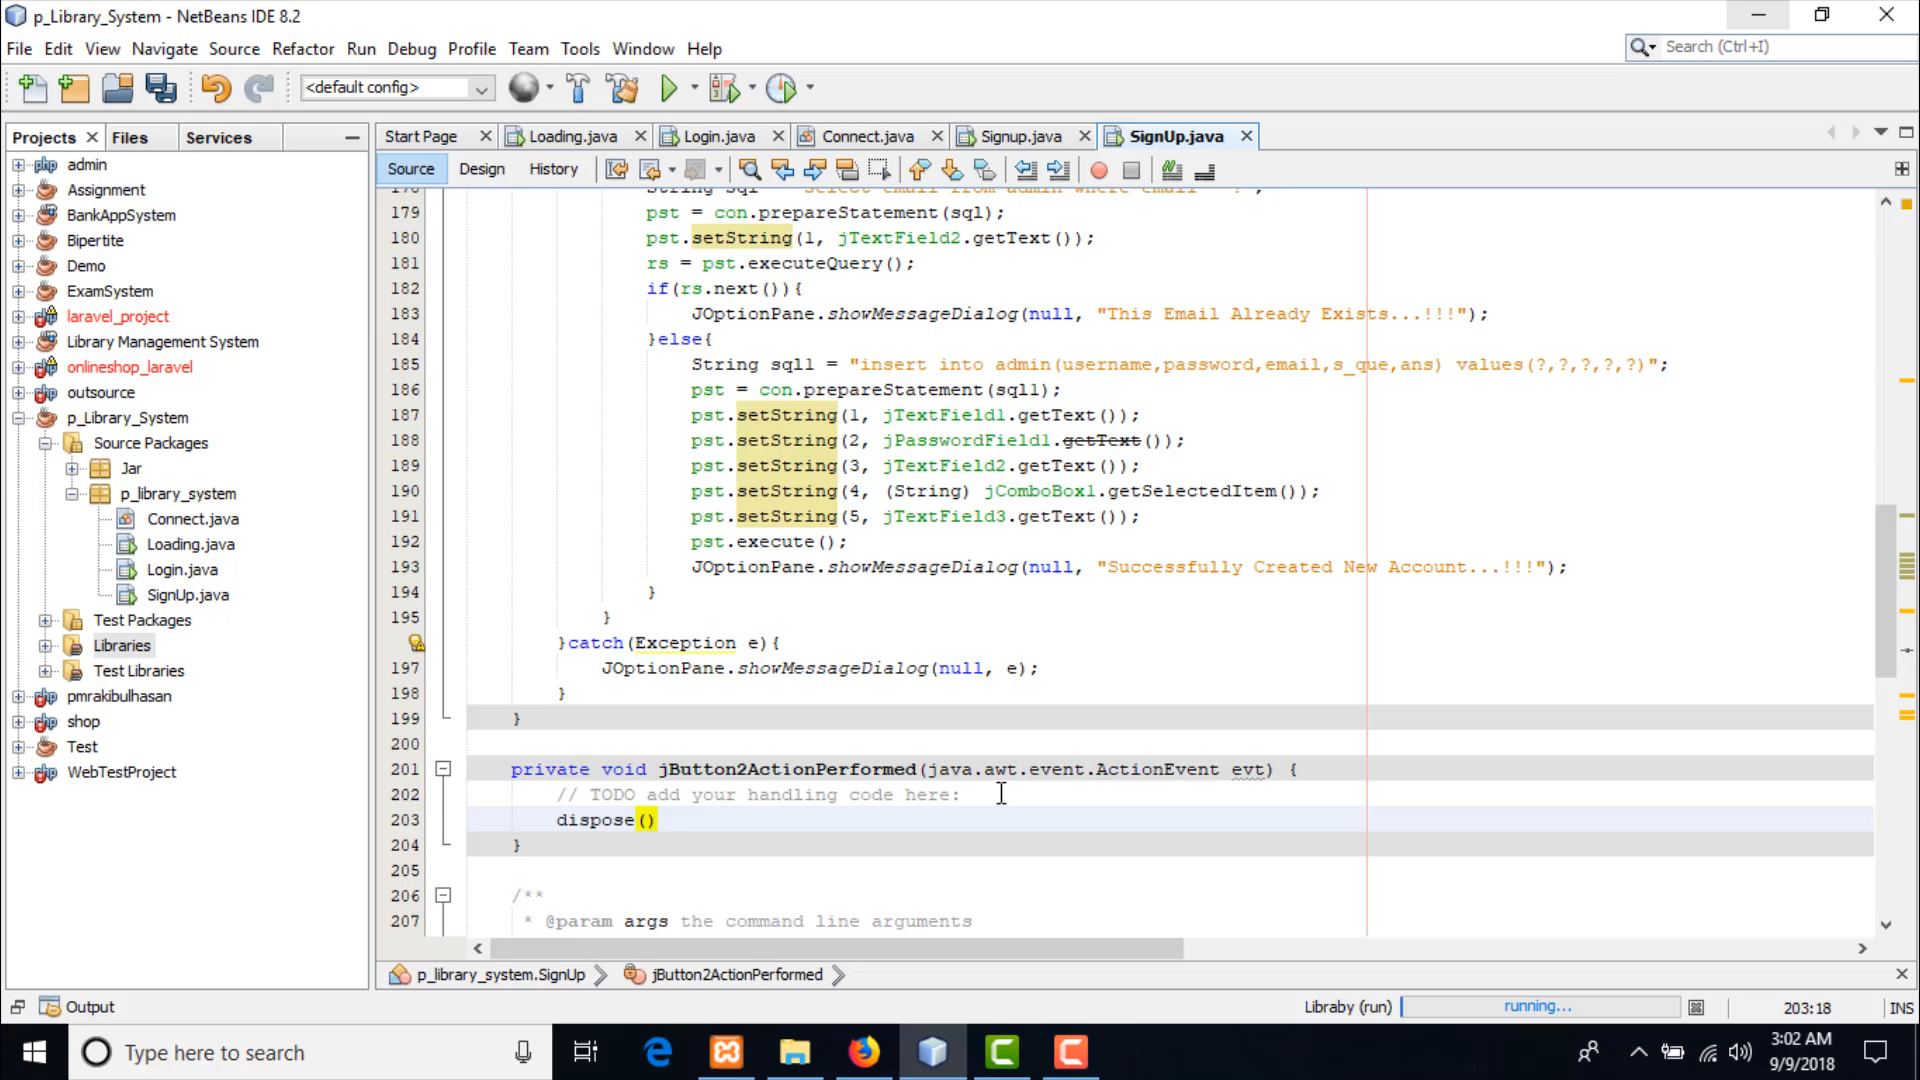 p_Library_System - NetBeans IDE 8.2
File Edit View Navigate Source Refactor Run Debug Profile Team Tools Window Help
Search (Ctrl+I)
<default config>
Projects Files Services
Start Page Loading.java Login.java Connect.java Signup.java SignUp.java
Source Design History
admin
Assignment
BankAppSystem
Bipertite
Demo
ExamSystem
laravel_project
Library Management System
onlineshop_laravel
outsource
p_Library_System
Source Packages
Jar
p_library_system
Connect.java
Loading.java
Login.java
SignUp.java
Test Packages
Libraries
Test Libraries
pmrakibulhasan
shop
Test
WebTestProject
179 pst = con.prepareStatement(sql);
180 pst.setString(1, jTextField2.getText());
181 rs = pst.executeQuery();
182 if(rs.next()){
183 JOptionPane.showMessageDialog(null, "This Email Already Exists...!!!");
184 }else{
185 String sql1 = "insert into admin(username,password,email,s_que,ans) values(?,?,?,?,?)";
186 pst = con.prepareStatement(sql1);
187 pst.setString(1, jTextField1.getText());
188 pst.setString(2, jPasswordField1.getText());
189 pst.setString(3, jTextField2.getText());
190 pst.setString(4, (String) jComboBox1.getSelectedItem());
191 pst.setString(5, jTextField3.getText());
192 pst.execute();
193 JOptionPane.showMessageDialog(null, "Successfully Created New Account...!!!");
194 }
195 }
}catch(Exception e){
197 JOptionPane.showMessageDialog(null, e);
198 }
199 }
200
201 private void jButton2ActionPerformed(java.awt.event.ActionEvent evt) {
202 // TODO add your handling code here:
203 dispose()
204 }
205
206 /**
207 * @param args the command line arguments
p_library_system.SignUp jButton2ActionPerformed
Output
Libraby (run) running... 203:18 INS
Type here to search
3:02 AM
9/9/2018